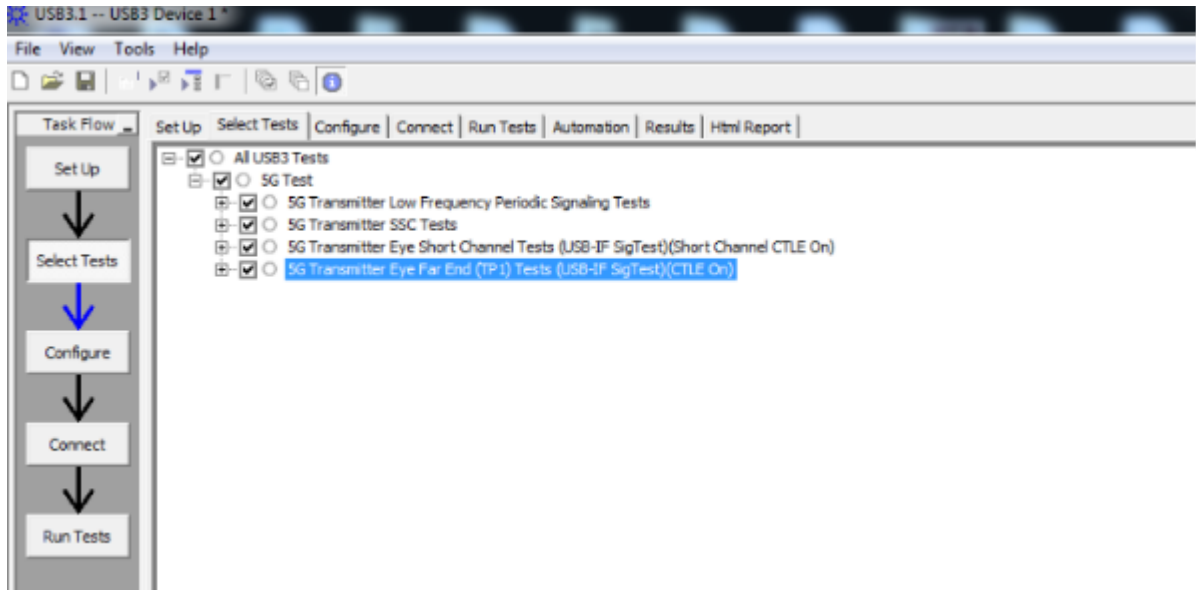 USB3.1 -- USB3 Device 1 *
File View Tools Help
Task Flow
Set Up Select Tests Configure Connect Run Tests Automation Results Html Report
Set Up
Select Tests
Configure
Connect
Run Tests
All USB3 Tests
5G Test
5G Transmitter Low Frequency Periodic Signaling Tests
5G Transmitter SSC Tests
5G Transmitter Eye Short Channel Tests (USB-IF SigTest)(Short Channel CTLE On)
5G Transmitter Eye Far End (TP1) Tests (USB-IF SigTest)(CTLE On)